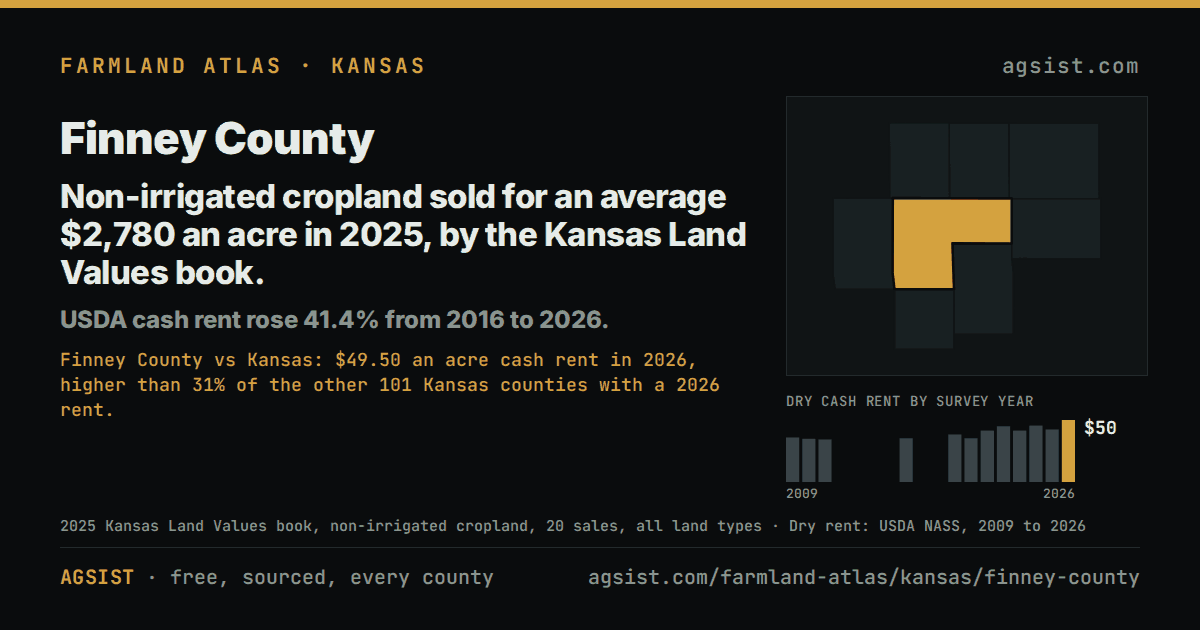 FARMLAND ATLAS · KANSAS
agsist.com
Finney County
Non-irrigated cropland sold for an average
$2,780 an acre in 2025, by the Kansas Land
Values book.
USDA cash rent rose 41.4% from 2016 to 2026.
Finney County vs Kansas: $49.50 an acre cash rent in 2026,
higher than 31% of the other 101 Kansas counties with a 2026
rent.
DRY CASH RENT BY SURVEY YEAR
$50
2009
2026
2025 Kansas Land Values book, non-irrigated cropland, 20 sales, all land types · Dry rent: USDA NASS, 2009 to 2026
AGSIST · free, sourced, every county
agsist.com/farmland-atlas/kansas/finney-county